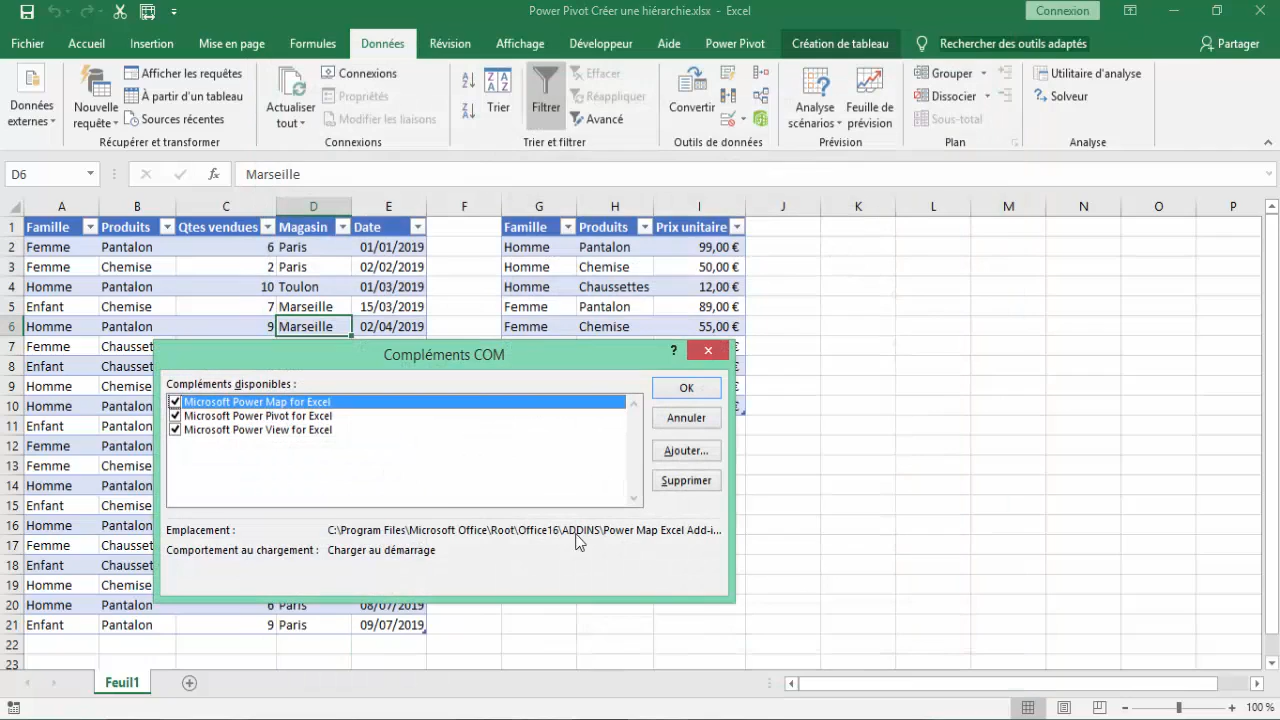 Power Pivot Créer une hiérarchie.xlsx - Excel
Connexion
Fichier Accueil Insertion Mise en page Formules Données Révision Affichage Développeur Aide Power Pivot Création de tableau Rechercher des outils adaptés Partager
Afficher les requêtes
À partir d'un tableau
Sources récentes
Données externes
Nouvelle requête
Récupérer et transformer
Actualiser tout
Connexions
Propriétés
Modifier les liaisons
Connexions
Trier
Filtrer
Effacer
Réappliquer
Avancé
Trier et filtrer
Convertir
Outils de données
Analyse scénarios
Feuille de prévision
Prévision
Grouper
Dissocier
Sous-total
Plan
Utilitaire d'analyse
Solveur
Analyse
D6 fx Marseille
A B C D E F G H I J K L M N O P
1 Famille Produits Qtes vendues Magasin Date Famille Produits Prix unitaire
2 Femme Pantalon 6 Paris 01/01/2019 Homme Pantalon 99,00 €
3 Femme Chemise 2 Paris 02/02/2019 Homme Chemise 50,00 €
4 Homme Pantalon 10 Toulon 01/03/2019 Homme Chaussettes 12,00 €
5 Enfant Chemise 7 Marseille 15/03/2019 Femme Pantalon 89,00 €
6 Homme Pantalon 9 Marseille 02/04/2019 Femme Chemise 55,00 €
7 Femme Chausset €
8 Enfant Chausset €
9 Homme Chemise €
10 Homme Pantalon €
11 Enfant Pantalon
12 Femme Pantalon
13 Femme Chemise
14 Homme Chemise
15 Enfant Chemise
16 Homme Pantalon
17 Femme Chausset
18 Enfant Chausset
19 Homme Chemise
20 Homme Pantalon 6 Paris 08/07/2019
21 Enfant Pantalon 9 Paris 09/07/2019
22
23
Compléments COM
?
Compléments disponibles :
Microsoft Power Map for Excel
Microsoft Power Pivot for Excel
Microsoft Power View for Excel
OK
Annuler
Ajouter...
Supprimer
Emplacement : C:\Program Files\Microsoft Office\Root\Office16\ADDINS\Power Map Excel Add-i...
Comportement au chargement : Charger au démarrage
Feuil1
100 %